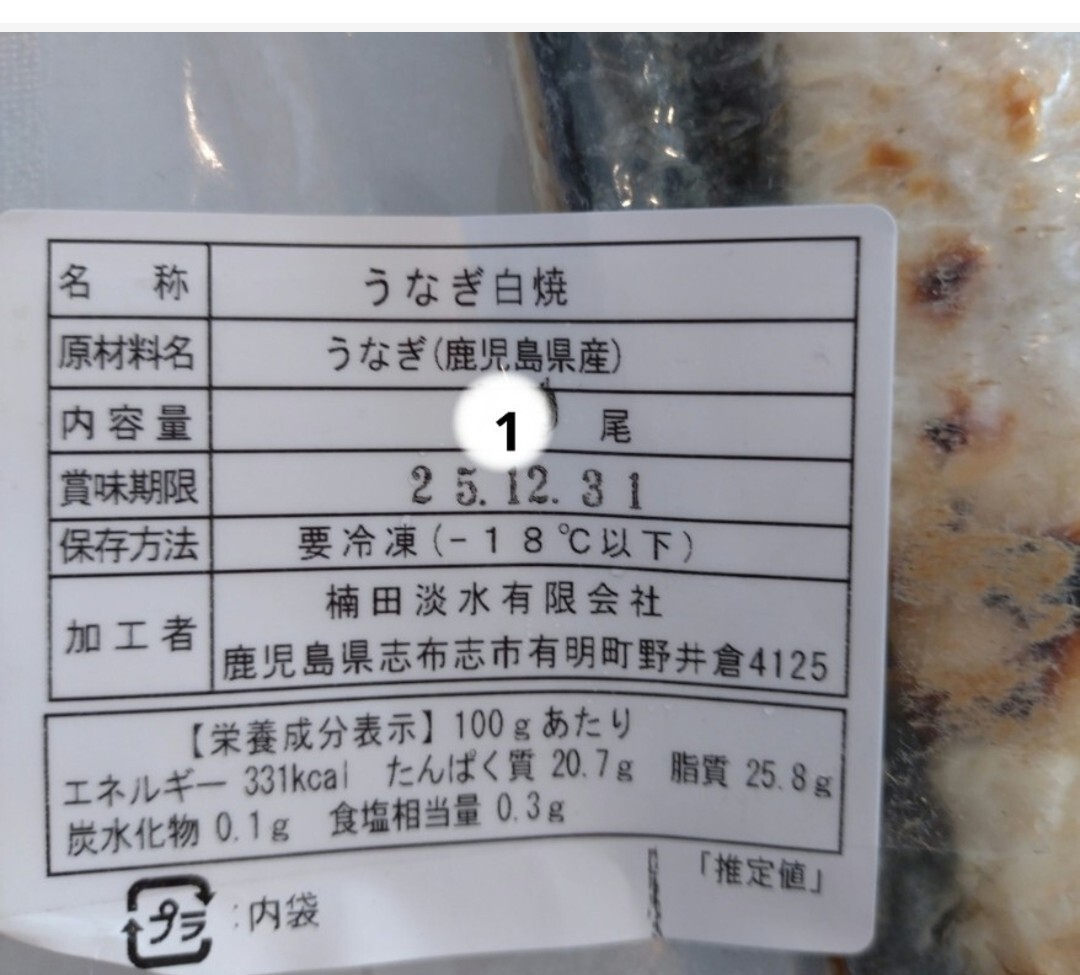 名称 うなぎ白焼
原材料名 うなぎ(鹿児島県産)
内容量 1 尾
賞味期限 25.12.31
保存方法 要冷凍(-18℃以下)
加工者 楠田淡水有限会社
鹿児島県志布志市有明町野井倉4125
【栄養成分表示】100gあたり
エネルギー 331kcal たんぱく質 20.7g 脂質 25.8g
炭水化物 0.1g 食塩相当量 0.3g
「推定値」
プラ :内袋